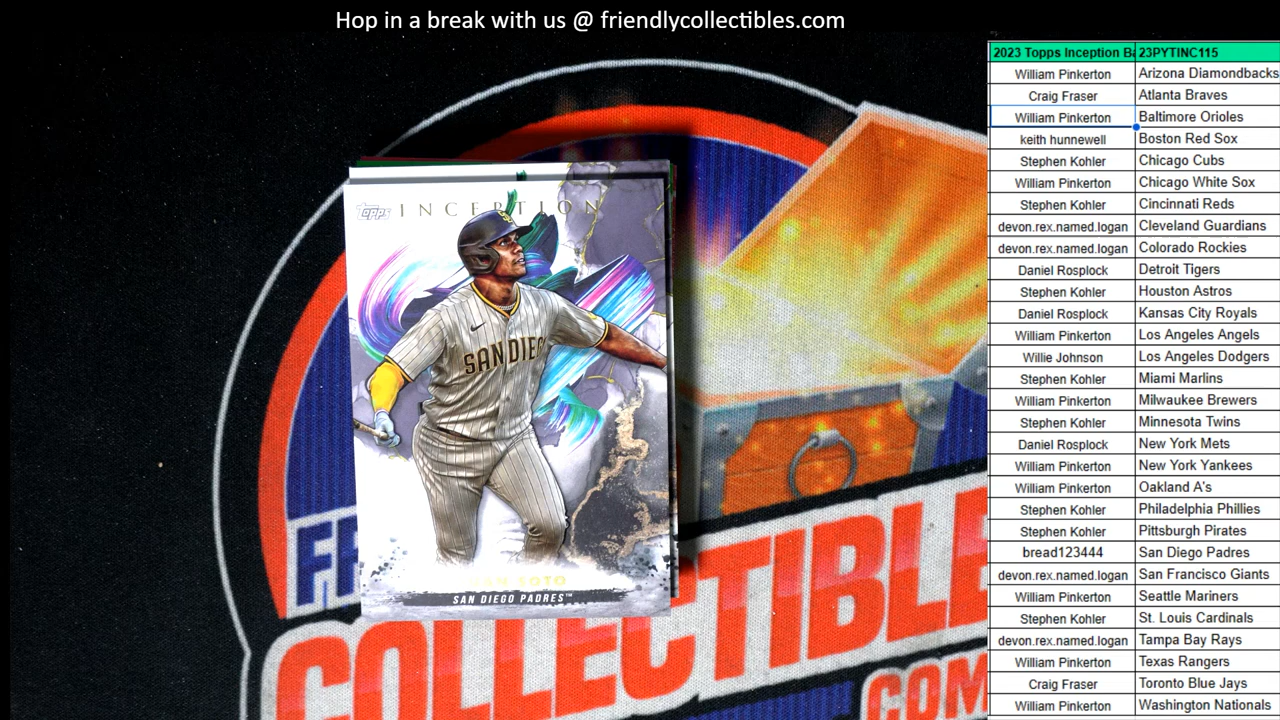 Hop in a break with us @ friendlycollectibles.com
2023 Topps Inception Ba 23PYTINC115
William Pinkerton Arizona Diamondbacks
Craig Fraser Atlanta Braves
William Pinkerton Baltimore Orioles
keith hunnewell Boston Red Sox
Stephen Kohler Chicago Cubs
William Pinkerton Chicago White Sox
Stephen Kohler Cincinnati Reds
devon.rex.named.logan Cleveland Guardians
devon.rex.named.logan Colorado Rockies
Daniel Rosplock Detroit Tigers
Stephen Kohler Houston Astros
Daniel Rosplock Kansas City Royals
William Pinkerton Los Angeles Angels
Willie Johnson Los Angeles Dodgers
Stephen Kohler Miami Marlins
William Pinkerton Milwaukee Brewers
Stephen Kohler Minnesota Twins
Daniel Rosplock New York Mets
William Pinkerton New York Yankees
William Pinkerton Oakland A's
Stephen Kohler Philadelphia Phillies
Stephen Kohler Pittsburgh Pirates
bread123444 San Diego Padres
devon.rex.named.logan San Francisco Giants
William Pinkerton Seattle Mariners
Stephen Kohler St. Louis Cardinals
devon.rex.named.logan Tampa Bay Rays
William Pinkerton Texas Rangers
Craig Fraser Toronto Blue Jays
William Pinkerton Washington Nationals
Topps INCEPTION
SD
SAN DIEGO
SOTO
SAN DIEGO PADRES™
FR
COLLECTIBLE
COM